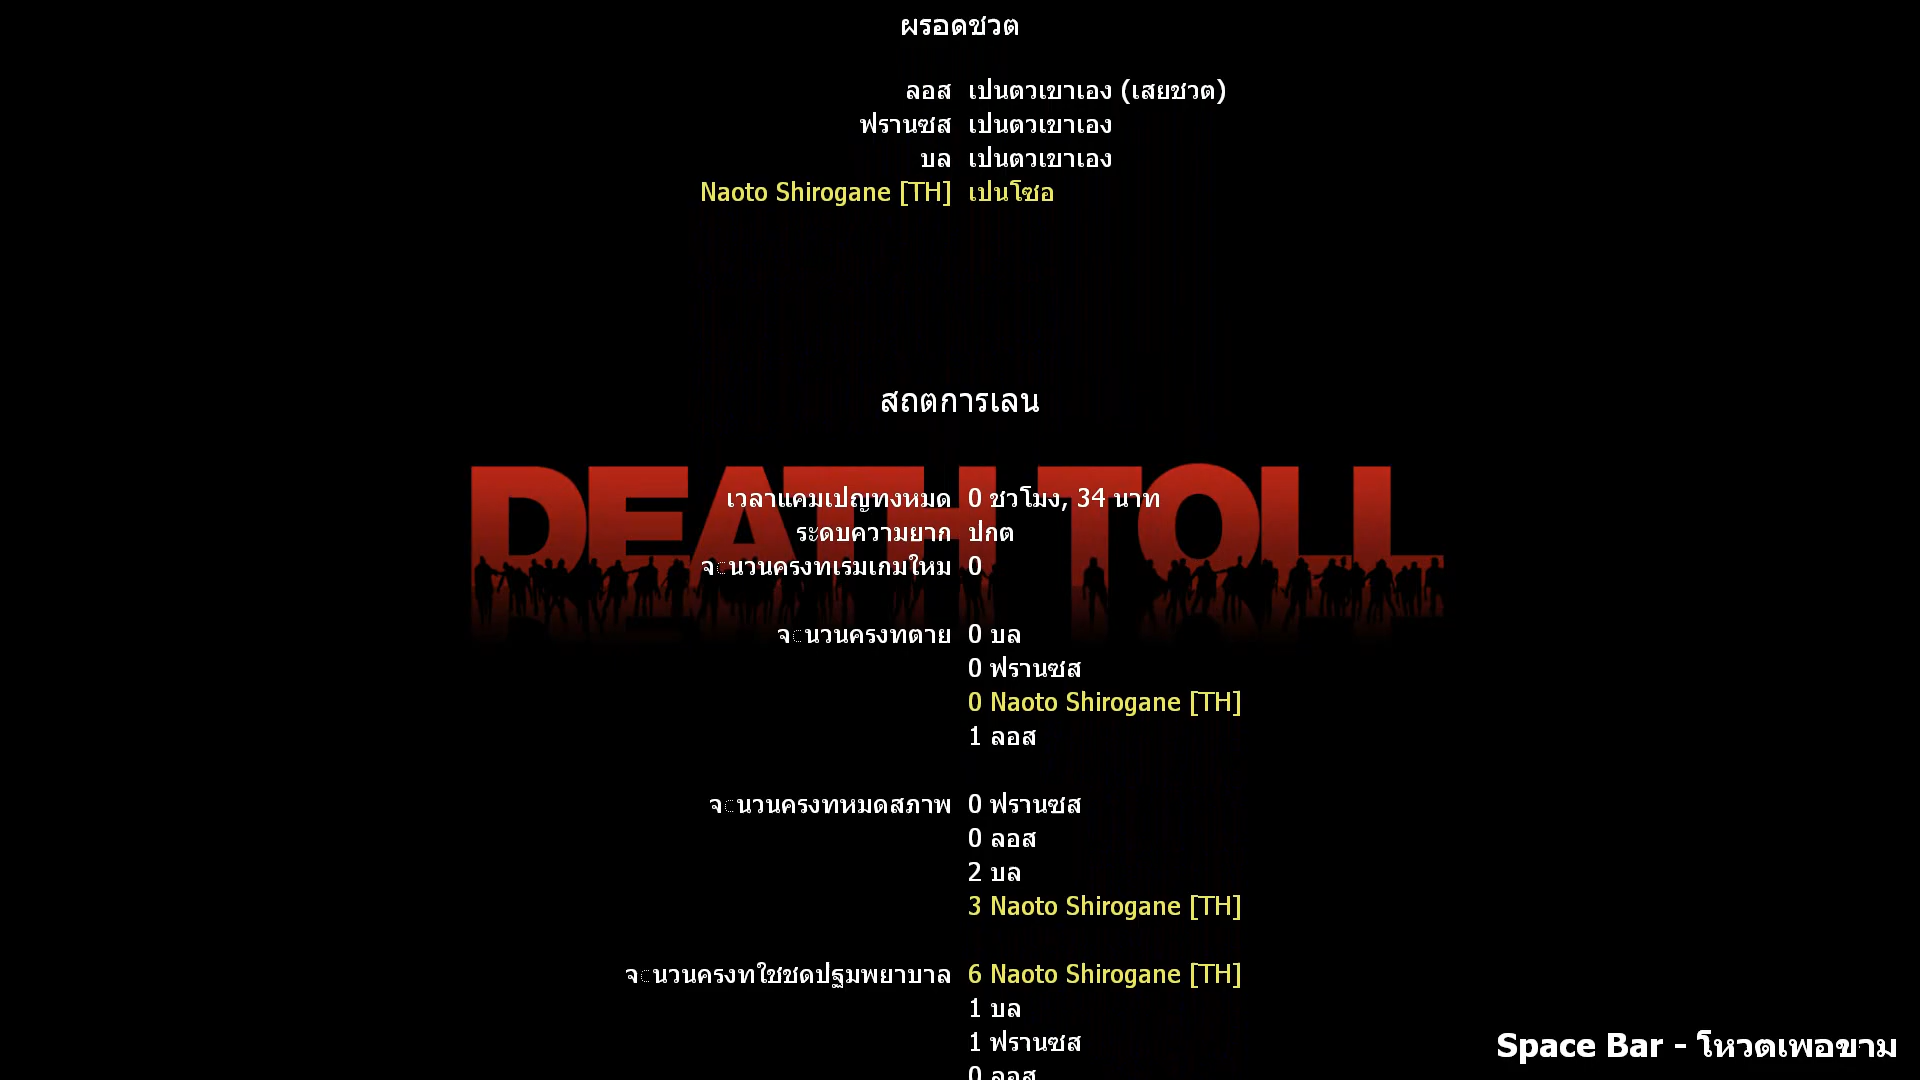 ผรอดชวต
ลอส เปนตวเขาเอง (เสยชวต)
ฟรานซส เปนตวเขาเอง
บล เปนตวเขาเอง
Naoto Shirogane [TH] เปนโซอ
สถตการเลน
DEATH TOLL
เวลาแคมเปญทงหมด 0 ชวโมง, 34 นาท
ระดบความยาก ปกต
จํนวนครงทเรมเกมใหม 0
จํนวนครงทตาย 0 บล
0 ฟรานซส
0 Naoto Shirogane [TH]
1 ลอส
จํนวนครงทหมดสภาพ 0 ฟรานซส
0 ลอส
2 บล
3 Naoto Shirogane [TH]
จํนวนครงทใชชดปฐมพยาบาล 6 Naoto Shirogane [TH]
1 บล
1 ฟรานซส
0 ลอส
Space Bar - โหวตเพอขาม